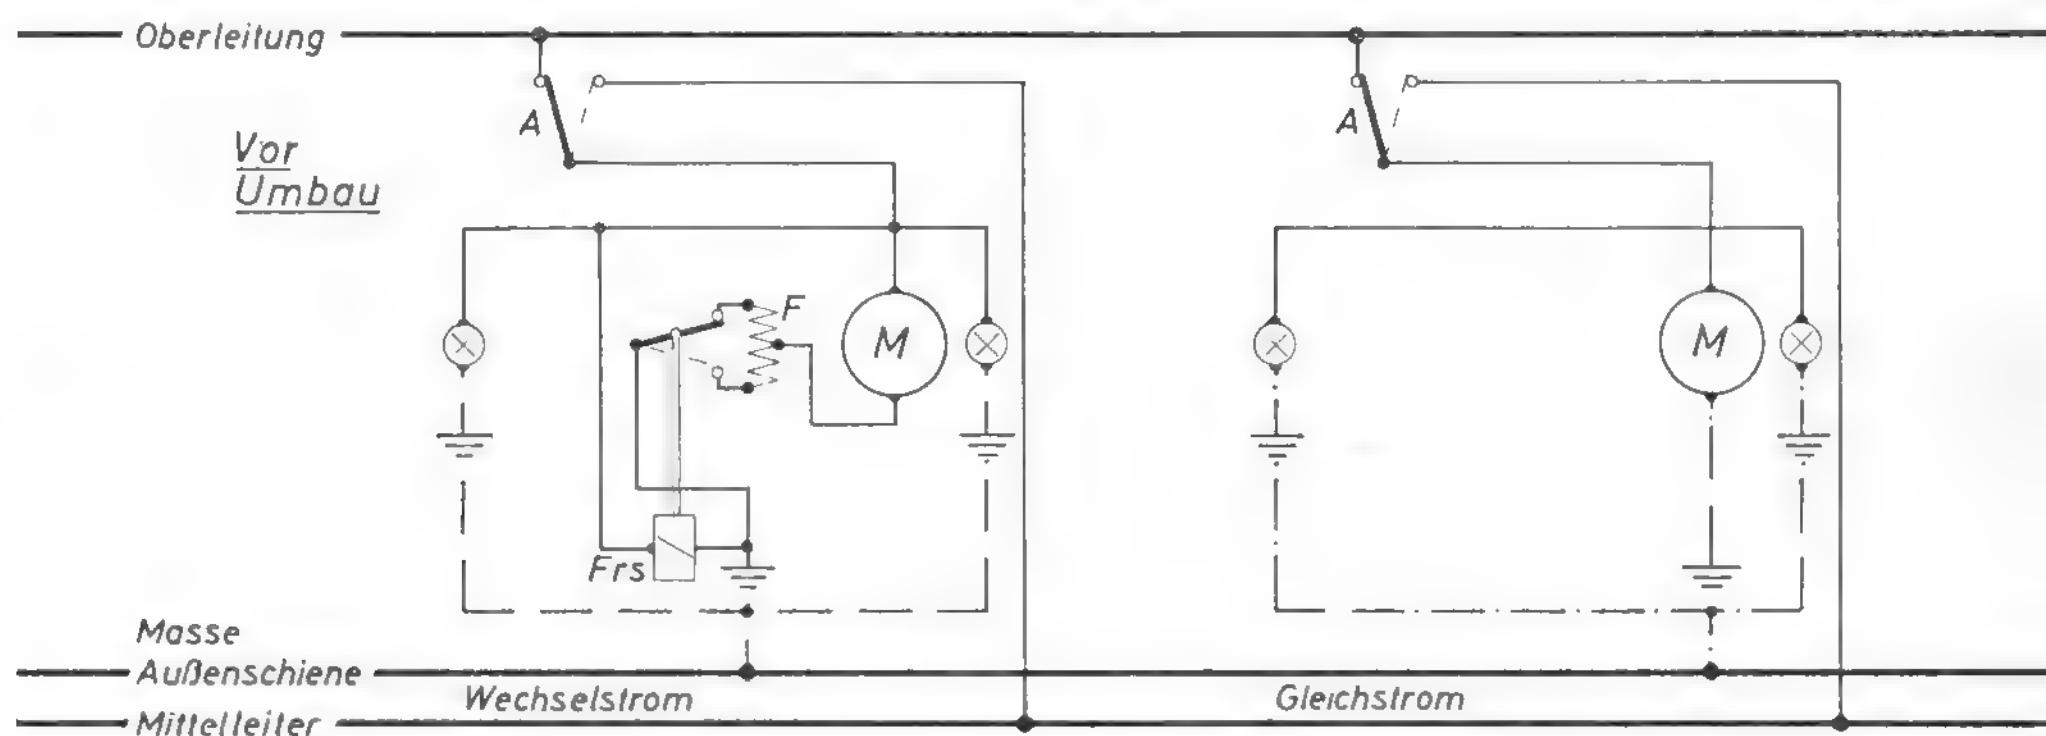 Oberleitung
A
A
Vor
Umbau
F
M
M
Frs
Masse
Außenschiene
Wechselstrom
Gleichstrom
Mittelleiter